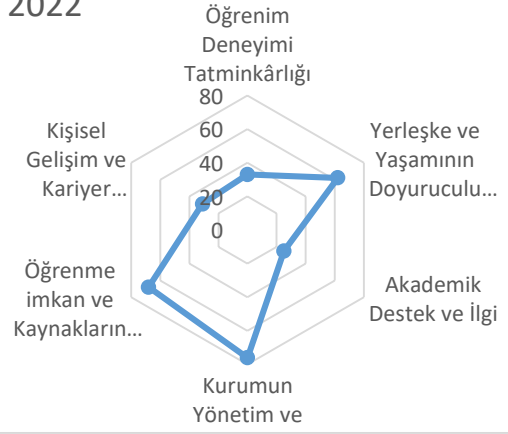 2022
Öğrenim
Deneyimi
Tatminkârlığı
80
60
40
20
0
Yerleşke ve
Yaşamının
Doyuruculu...
Akademik
Destek ve İlgi
Kurumun
Yönetim ve
Öğrenme
imkan ve
Kaynakların...
Kişisel
Gelişim ve
Kariyer...